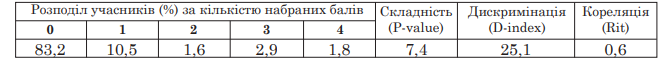 Розподіл учасників (%) за кількістю набраних балів Складність (P-value) Дискримінація (D-index) Кореляція (Rit)
0 1 2 3 4
83,2 10,5 1,6 2,9 1,8 7,4 25,1 0,6